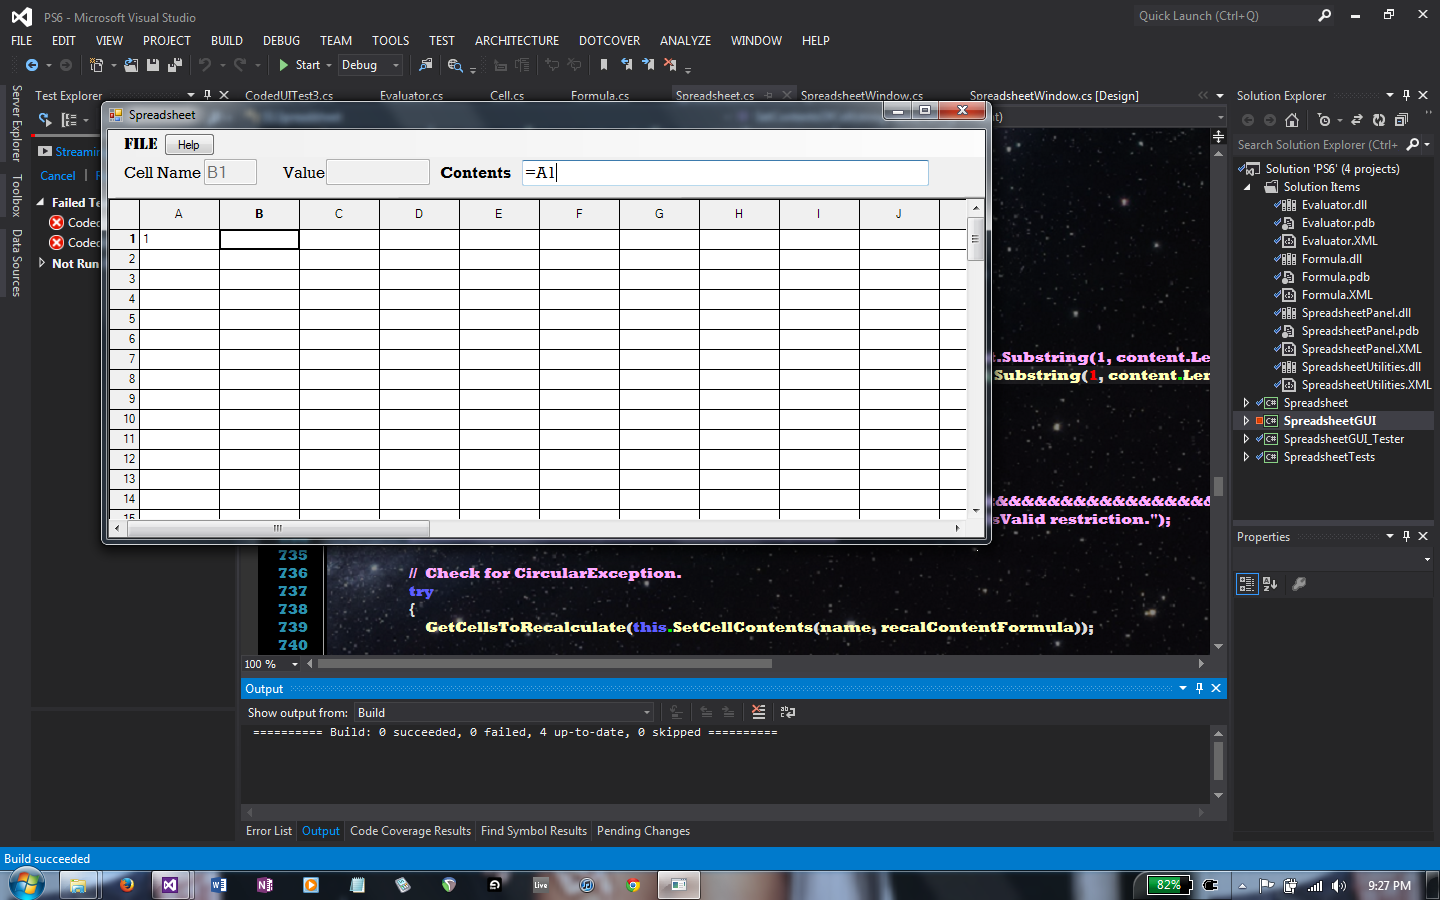 PS6 - Microsoft Visual Studio
Quick Launch (Ctrl+Q)
FILE EDIT VIEW PROJECT BUILD DEBUG TEAM TOOLS TEST ARCHITECTURE DOTCOVER ANALYZE WINDOW HELP
Start Debug
Server Explorer
Toolbox
Data Sources
Test Explorer
Streamin
Cancel
Failed Te
Coded
Coded
Not Run
CodedUITest3.cs Evaluator.cs Cell.cs Formula.cs Spreadsheet.cs SpreadsheetWindow.cs SpreadsheetWindow.cs [Design]
Spreadsheet
FILE Help
Cell Name B1 Value Contents =A1
A B C D E F G H I J
1 1
2
3
4
5
6
7
8
9
10
11
12
13
14
15
.Substring(1, content.Le
Substring(1, content.Ler
&&&&&&&&&&&&&&&&&&
sValid restriction.");
735
736 // Check for CircularException.
737 try
738 {
739 GetCellsToRecalculate(this.SetCellContents(name, recalContentFormula));
740
100 %
Output
Show output from: Build
========== Build: 0 succeeded, 0 failed, 4 up-to-date, 0 skipped ==========
Error List Output Code Coverage Results Find Symbol Results Pending Changes
Solution Explorer
Search Solution Explorer (Ctrl+
Solution 'PS6' (4 projects)
Solution Items
Evaluator.dll
Evaluator.pdb
Evaluator.XML
Formula.dll
Formula.pdb
Formula.XML
SpreadsheetPanel.dll
SpreadsheetPanel.pdb
SpreadsheetPanel.XML
SpreadsheetUtilities.dll
SpreadsheetUtilities.XML
Spreadsheet
SpreadsheetGUI
SpreadsheetGUI_Tester
SpreadsheetTests
Properties
Build succeeded
Live
82%
9:27 PM